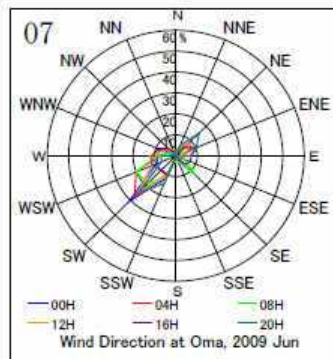 07
N
NN
NNE
NW
NE
WNW
ENE
W
E
WSW
ESE
SW
SE
SSW
SSE
S
60%
50
40
30
20
10
00H
04H
08H
12H
16H
20H
Wind Direction at Oma, 2009 Jun